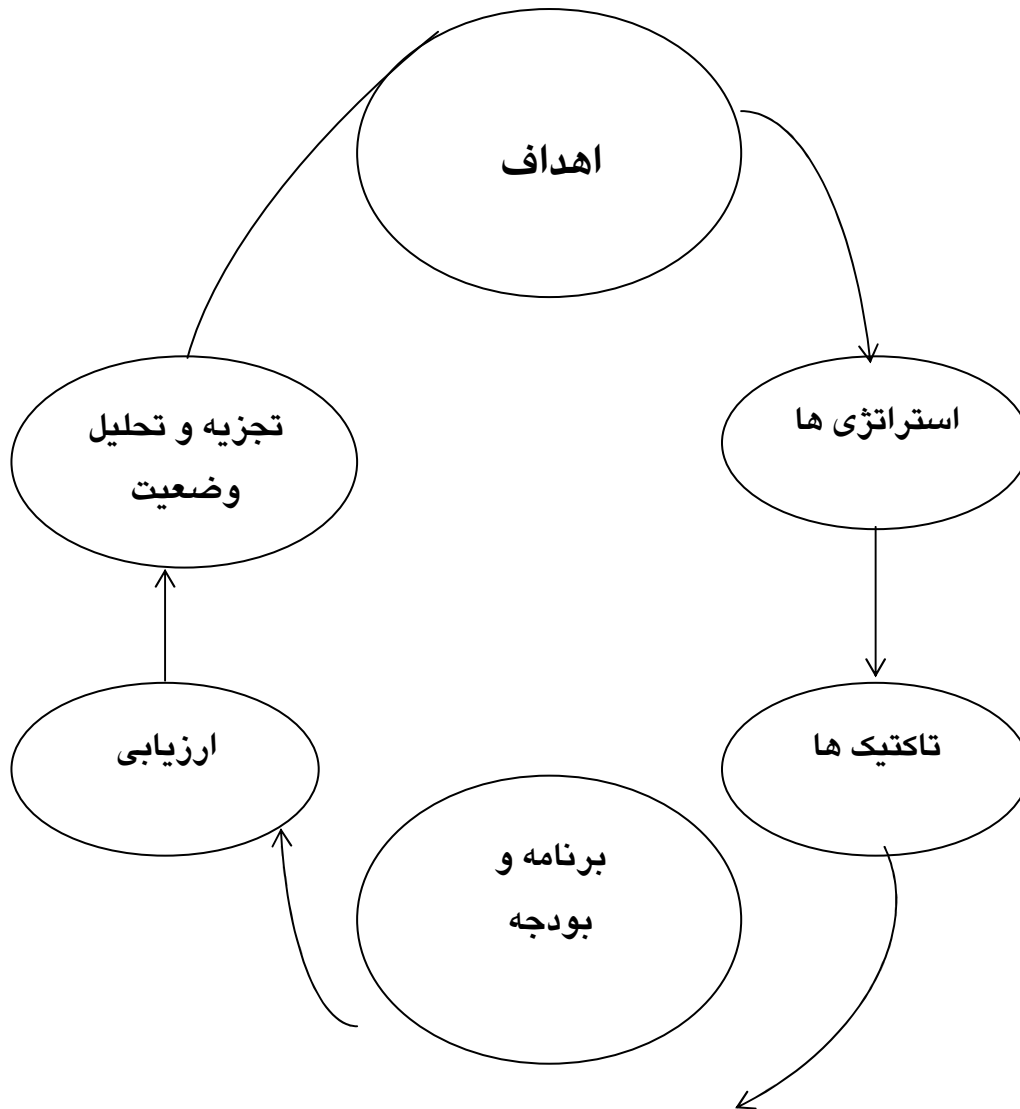 اهداف
استراتژی ها
تاکتیک ها
برنامه و
بودجه
ارزیابی
تجزیه و تحلیل
وضعیت